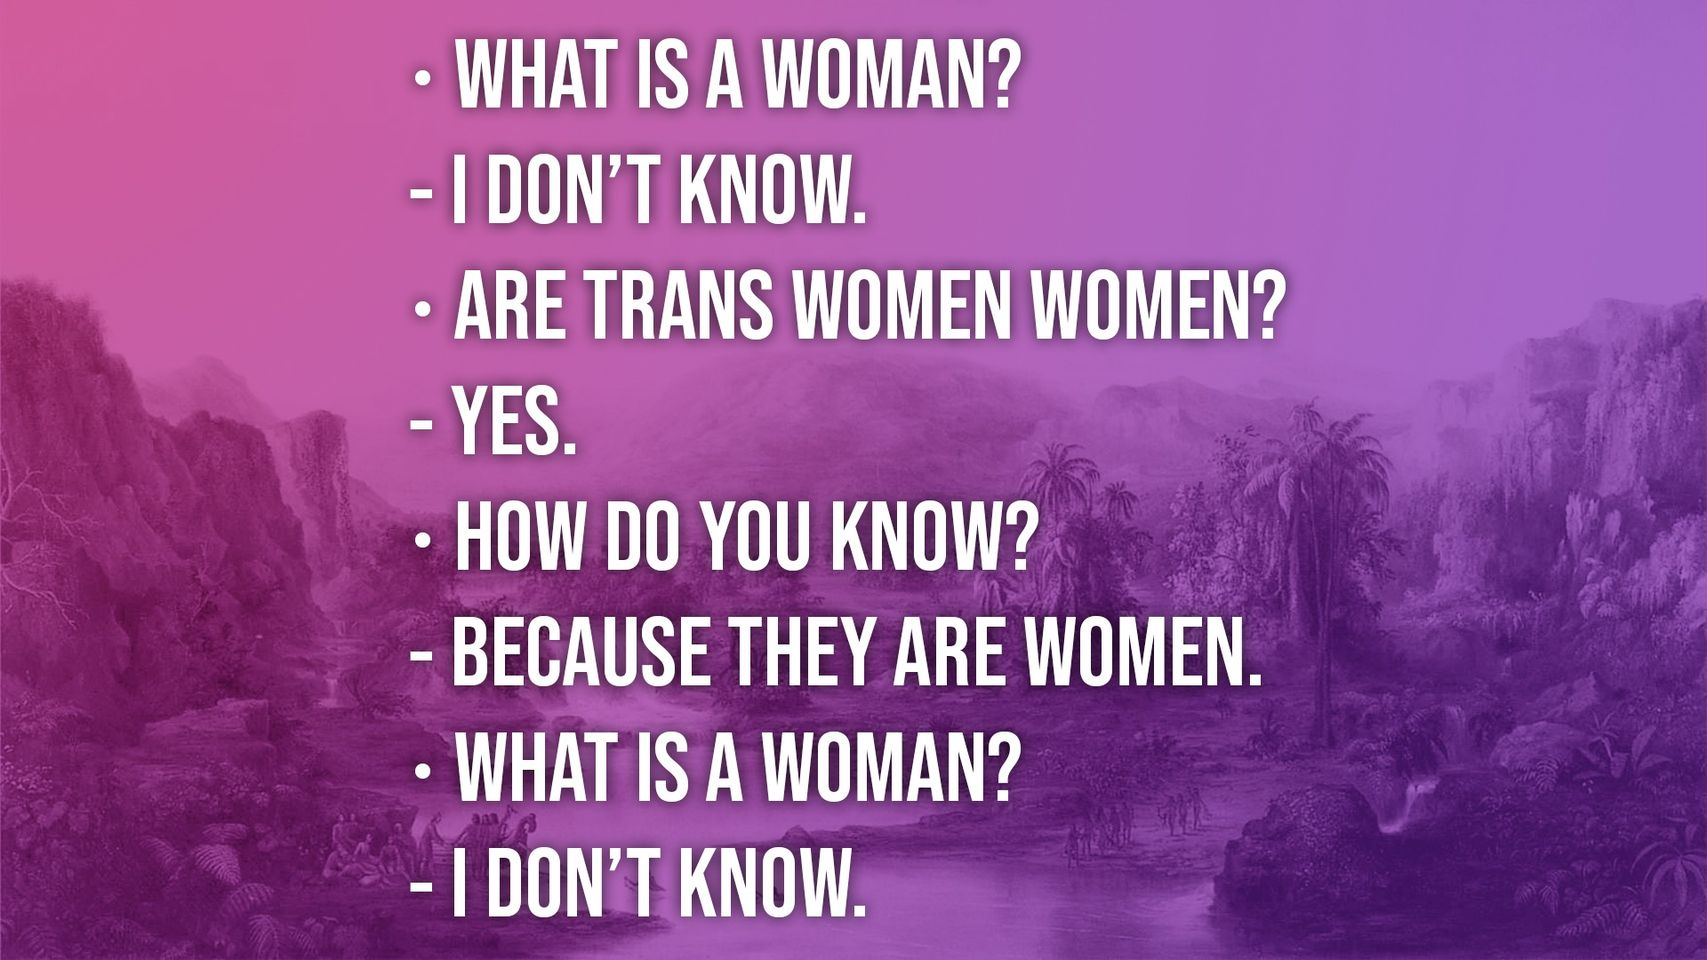 • WHAT IS A WOMAN?
- I DON’T KNOW.
• ARE TRANS WOMEN WOMEN?
- YES.
• HOW DO YOU KNOW?
- BECAUSE THEY ARE WOMEN.
• WHAT IS A WOMAN?
- I DON’T KNOW.